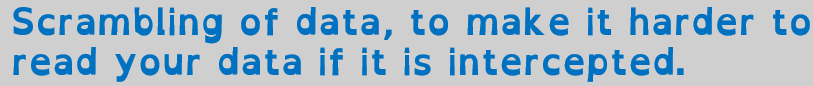 Scrambling of data, to make it harder to
read your data if it is intercepted.